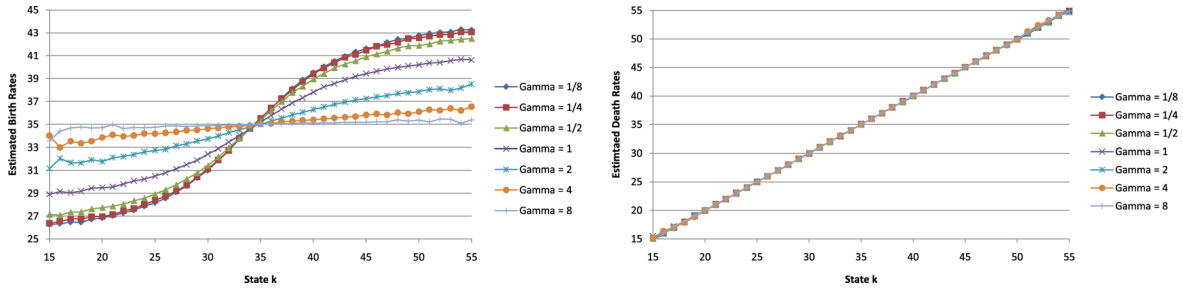 Estimated Birth Rates
45
43
41
39
37
35
33
31
29
27
25
15
20
25
30
35
40
45
50
55
State k
Gamma = 1/8
Gamma = 1/4
Gamma = 1/2
Gamma = 1
Gamma = 2
Gamma = 4
Gamma = 8
Estimtaed Death Rates
55
50
45
40
35
30
25
20
15
15
20
25
30
35
40
45
50
55
State k
Gamma = 1/8
Gamma = 1/4
Gamma = 1/2
Gamma = 1
Gamma = 2
Gamma = 4
Gamma = 8